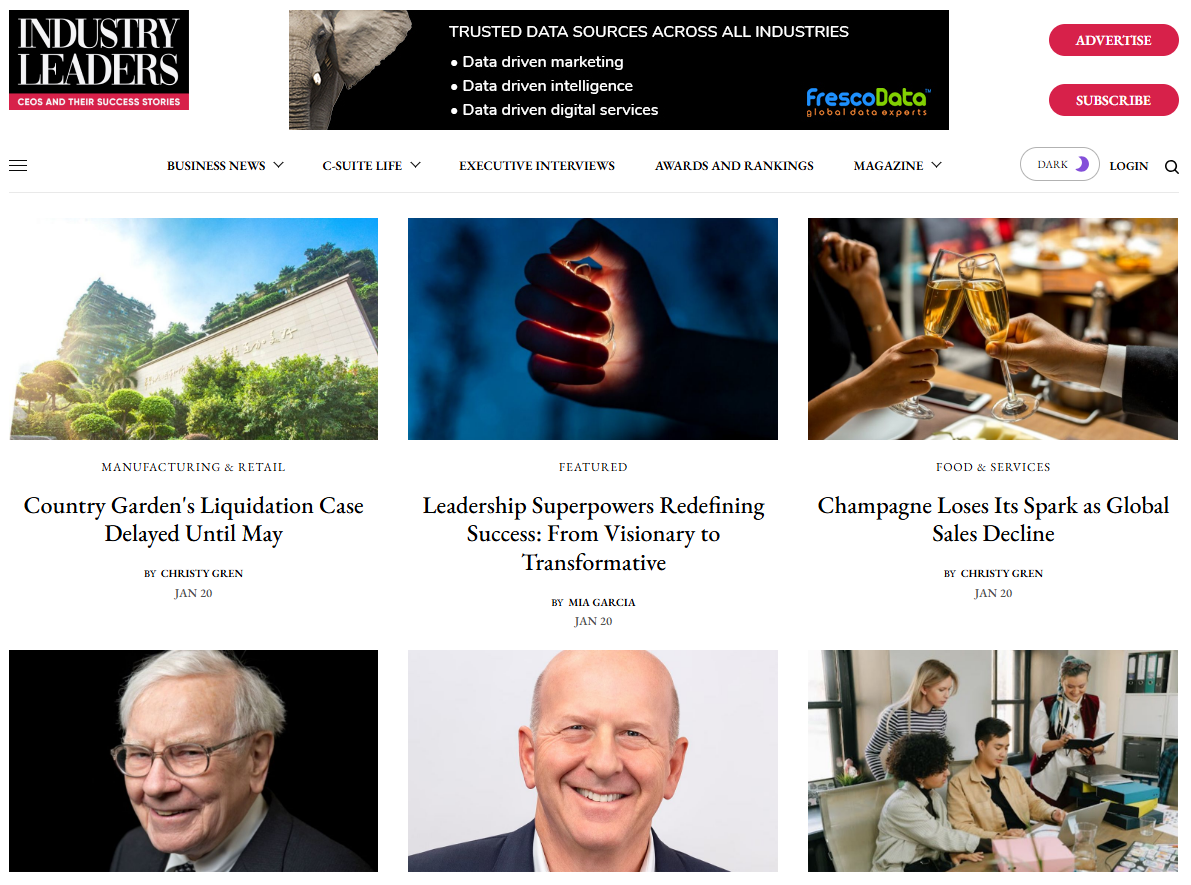 INDUSTRY
LEADERS
CEOS AND THEIR SUCCESS STORIES
TRUSTED DATA SOURCES ACROSS ALL INDUSTRIES
• Data driven marketing
• Data driven intelligence
• Data driven digital services
FrescoData™
global data experts
ADVERTISE
SUBSCRIBE
BUSINESS NEWS
C-SUITE LIFE
EXECUTIVE INTERVIEWS
AWARDS AND RANKINGS
MAGAZINE
DARK
LOGIN
MANUFACTURING & RETAIL
Country Garden's Liquidation Case
Delayed Until May
BY CHRISTY GREN
JAN 20
FEATURED
Leadership Superpowers Redefining
Success: From Visionary to
Transformative
BY MIA GARCIA
JAN 20
FOOD & SERVICES
Champagne Loses Its Spark as Global
Sales Decline
BY CHRISTY GREN
JAN 20